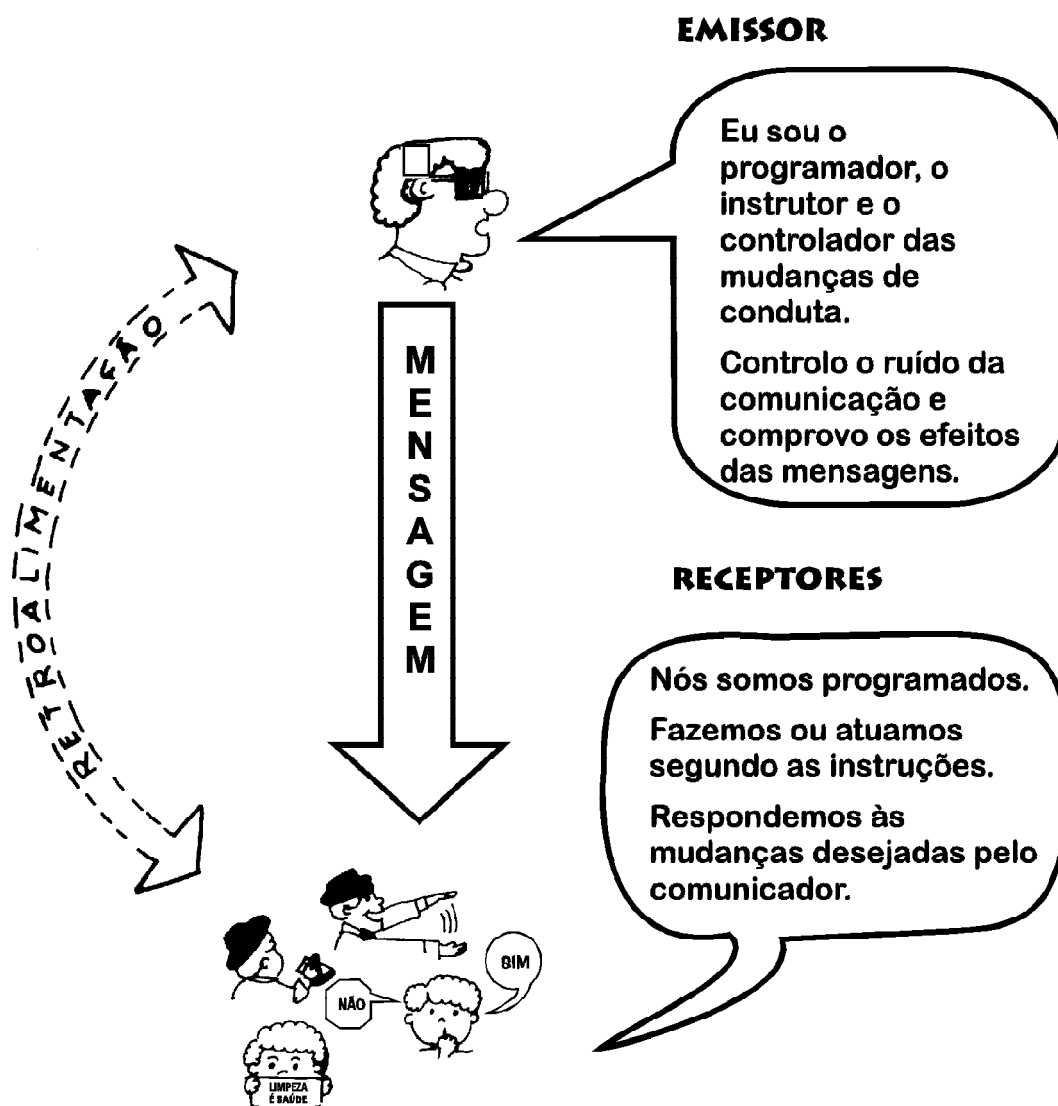 EMISSOR
Eu sou o
programador, o
instrutor e o
controlador das
mudanças de
conduta.
Controlo o ruído da
comunicação e
comprovo os efeitos
das mensagens.
MENSAGEM
RETROALIMENTAÇÃO
RECEPTORES
Nós somos programados.
Fazemos ou atuamos
segundo as instruções.
Respondemos às
mudanças desejadas pelo
comunicador.
SIM
NÃO
LIMPEZA
É SAÚDE